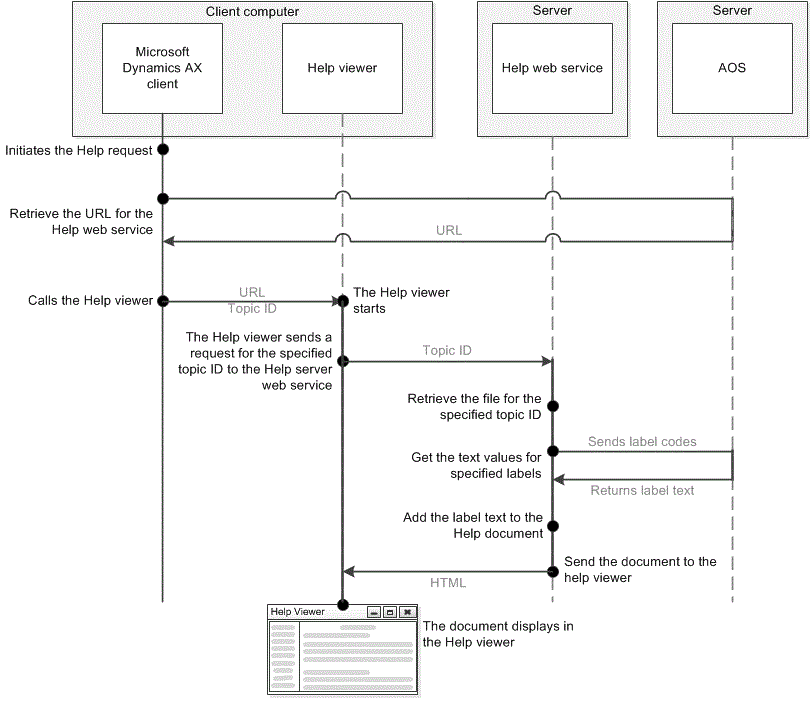 Client computer
Server
Server
Microsoft
Dynamics AX
client
Help viewer
Help web service
AOS
Initiates the Help request
Retrieve the URL for the
Help web service
URL
Calls the Help viewer
URL
Topic ID
The Help viewer
starts
The Help viewer sends a
request for the specified
topic ID to the Help server
web service
Topic ID
Retrieve the file for the
specified topic ID
Sends label codes
Get the text values for
specified labels
Returns label text
Add the label text to the
Help document
Send the document to the
help viewer
HTML
Help Viewer
The document displays in
the Help viewer